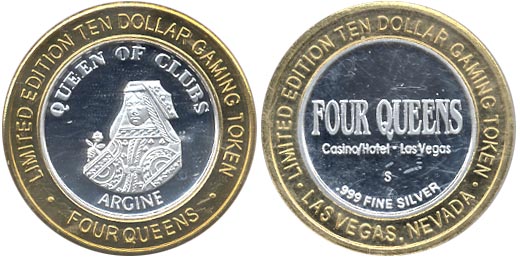 LIMITED EDITION TEN DOLLAR GAMING TOKEN
QUEEN OF CLUBS
ARGINE
• FOUR QUEENS •
LIMITED EDITION TEN DOLLAR GAMING TOKEN
FOUR QUEENS
Casino/Hotel - Las Vegas
S
.999 FINE SILVER
• LAS VEGAS, NEVADA •